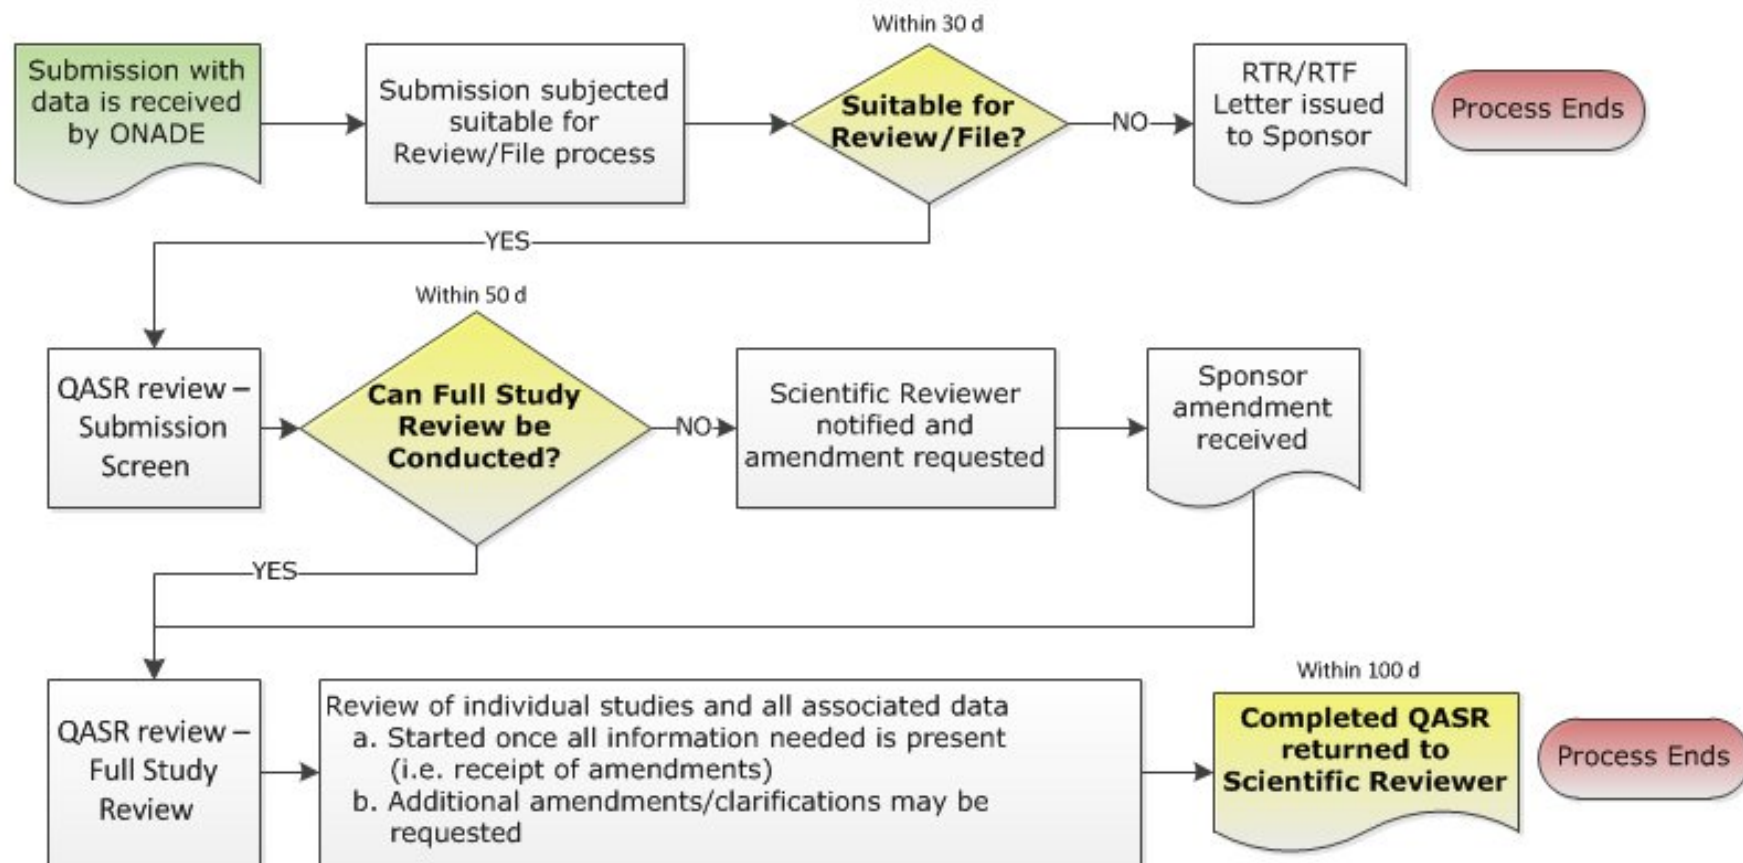 Within 30 d
Submission with
data is received
by ONADE
Submission subjected
suitable for
Review/File process
Suitable for
Review/File?
NO
RTR/RTF
Letter issued
to Sponsor
Process Ends
YES
Within 50 d
QASR review –
Submission
Screen
Can Full Study
Review be
Conducted?
NO
Scientific Reviewer
notified and
amendment requested
Sponsor
amendment
received
YES
QASR review –
Full Study
Review
Review of individual studies and all associated data
a. Started once all information needed is present
(i.e. receipt of amendments)
b. Additional amendments/clarifications may be
requested
Within 100 d
Completed QASR
returned to
Scientific Reviewer
Process Ends